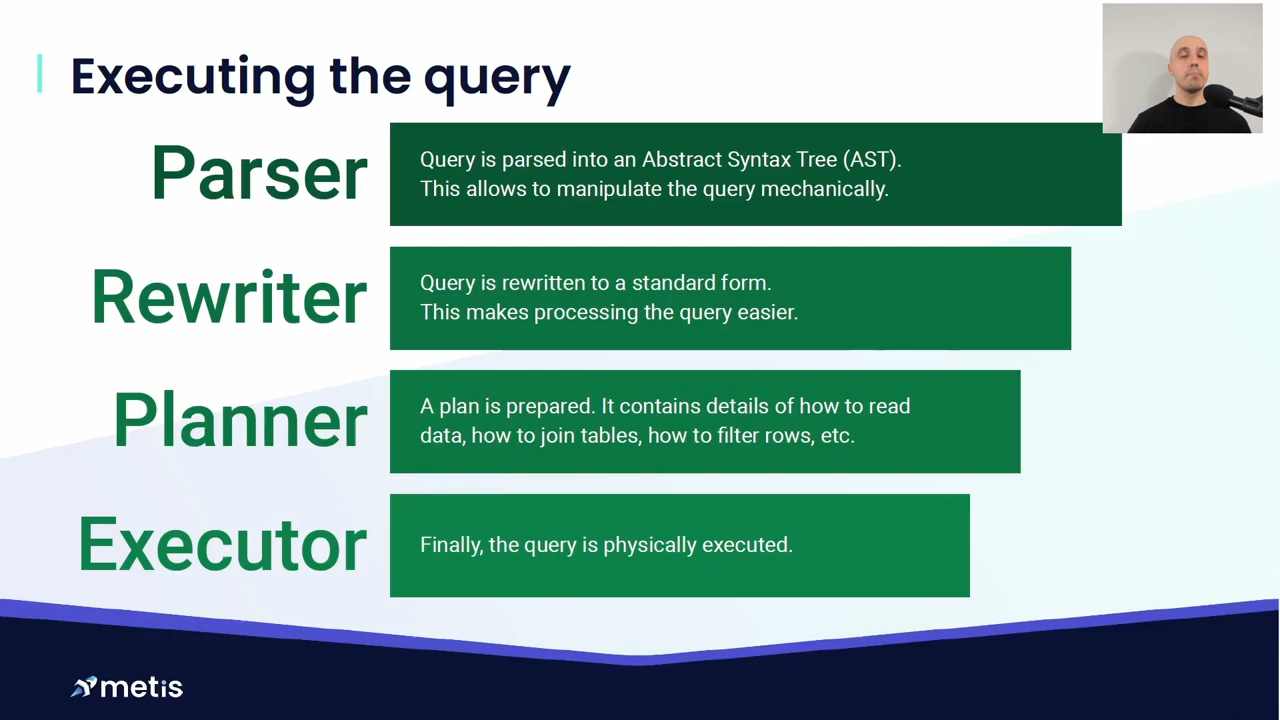 Executing the query
Parser
Query is parsed into an Abstract Syntax Tree (AST).
This allows to manipulate the query mechanically.
Rewriter
Query is rewritten to a standard form.
This makes processing the query easier.
Planner
A plan is prepared. It contains details of how to read
data, how to join tables, how to filter rows, etc.
Executor
Finally, the query is physically executed.
metis